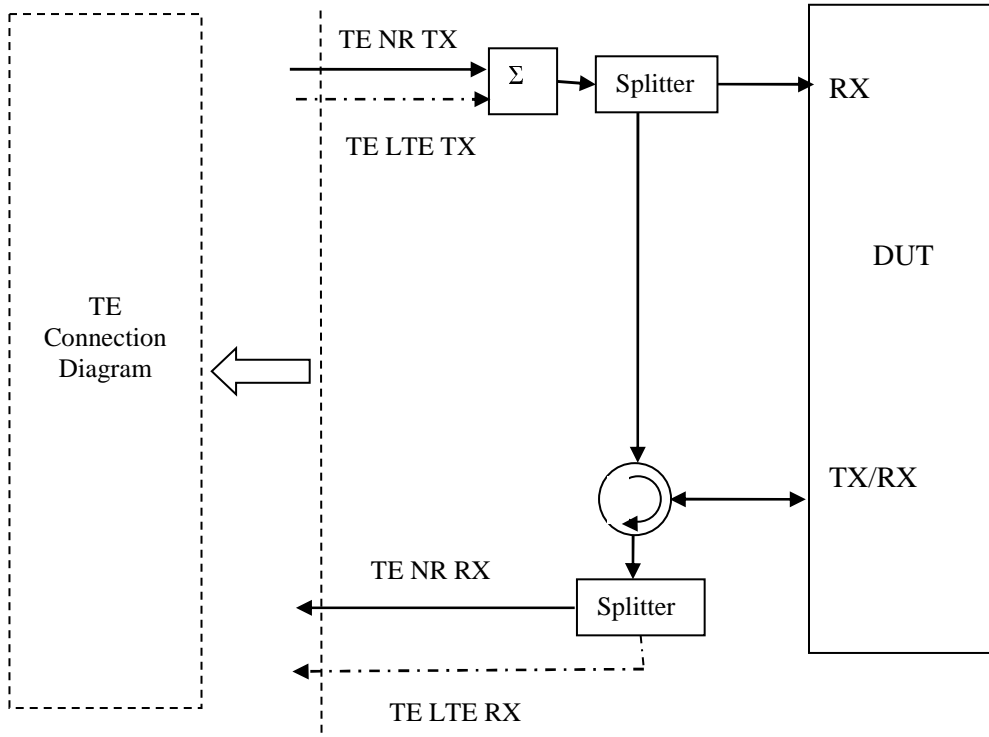 TE NR TX
Σ
Splitter
RX
TE LTE TX
DUT
TE
Connection
Diagram
TX/RX
TE NR RX
Splitter
TE LTE RX